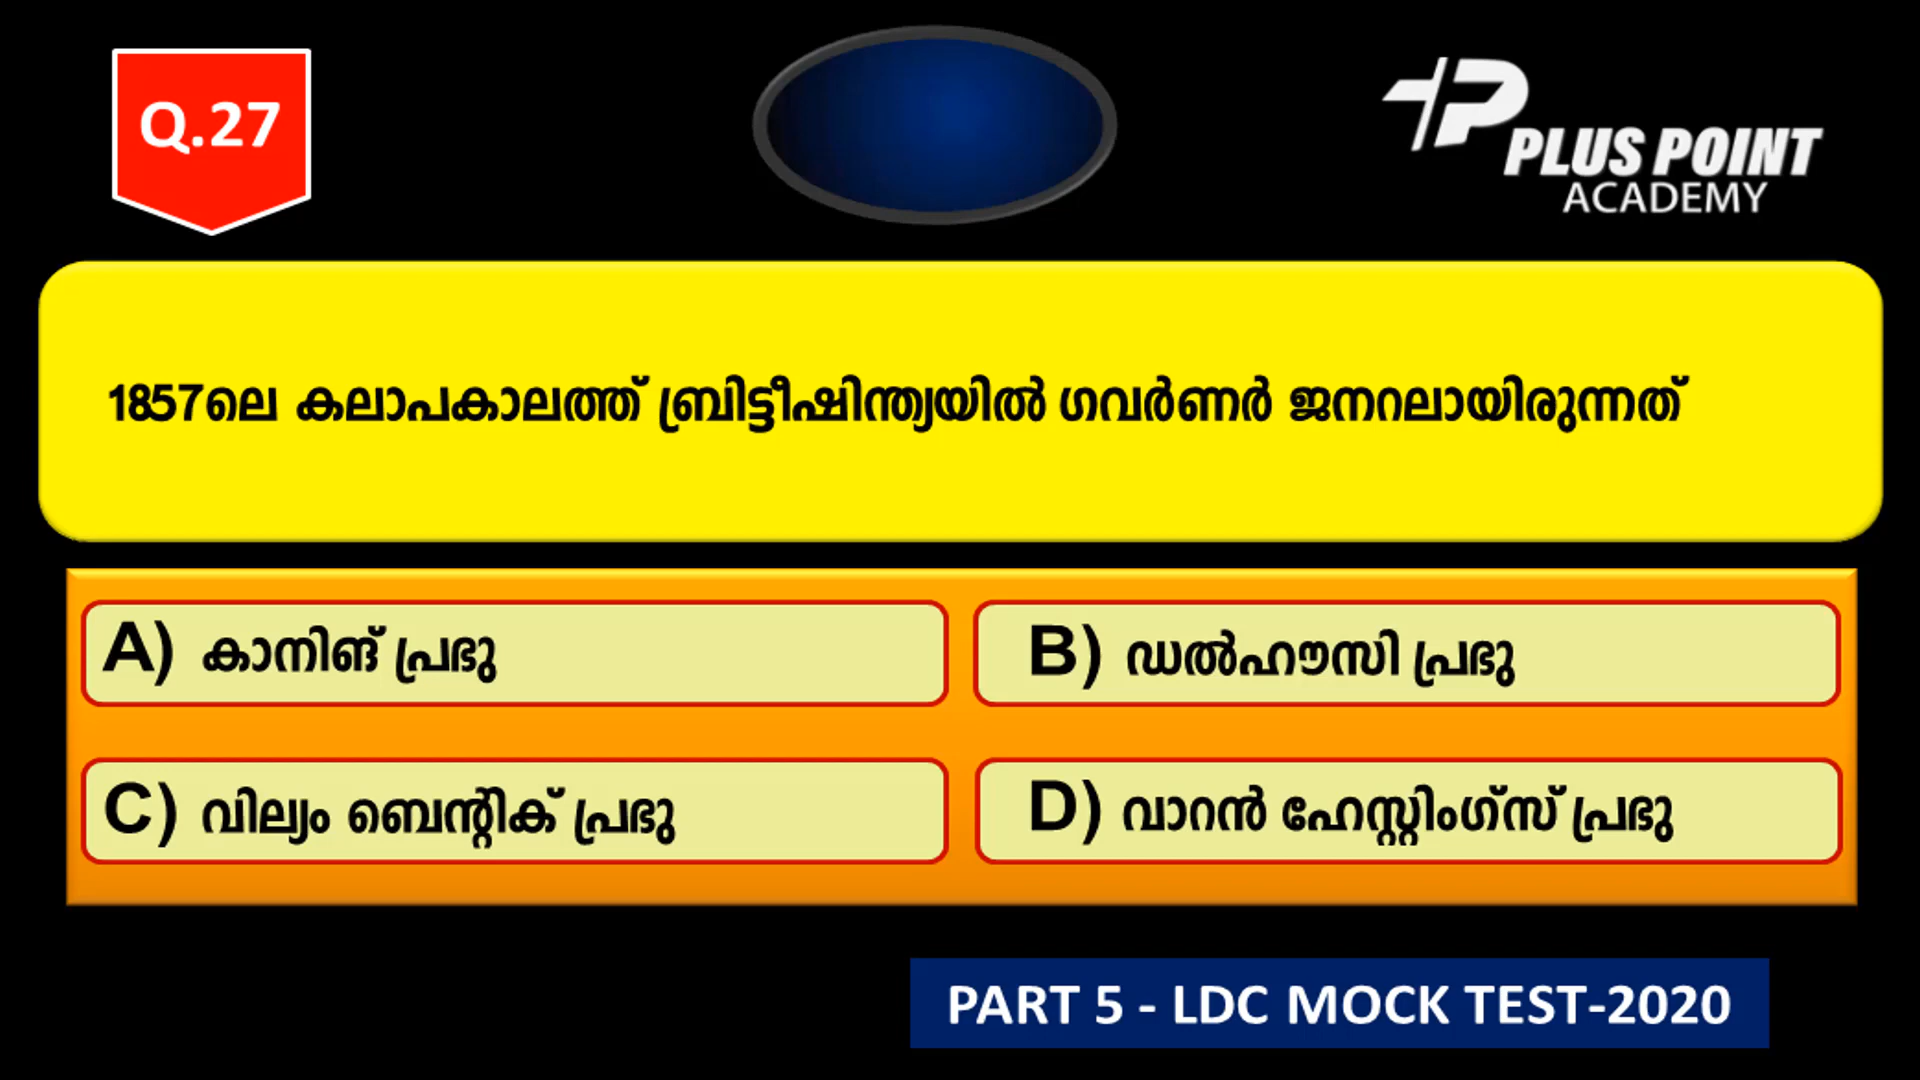 Q.27
PLUS POINT
ACADEMY
1857ലെ കലാപകാലത്ത് ബ്രിട്ടീഷിന്ത്യയിൽ ഗവർണർ ജനറലായിരുന്നത്
A) കാനിങ് പ്രഭു
B) ഡൽഹൗസി പ്രഭു
C) വില്യം ബെന്റിക് പ്രഭു
D) വാറൻ ഹേസ്റ്റിംഗ്സ് പ്രഭു
PART 5 - LDC MOCK TEST-2020